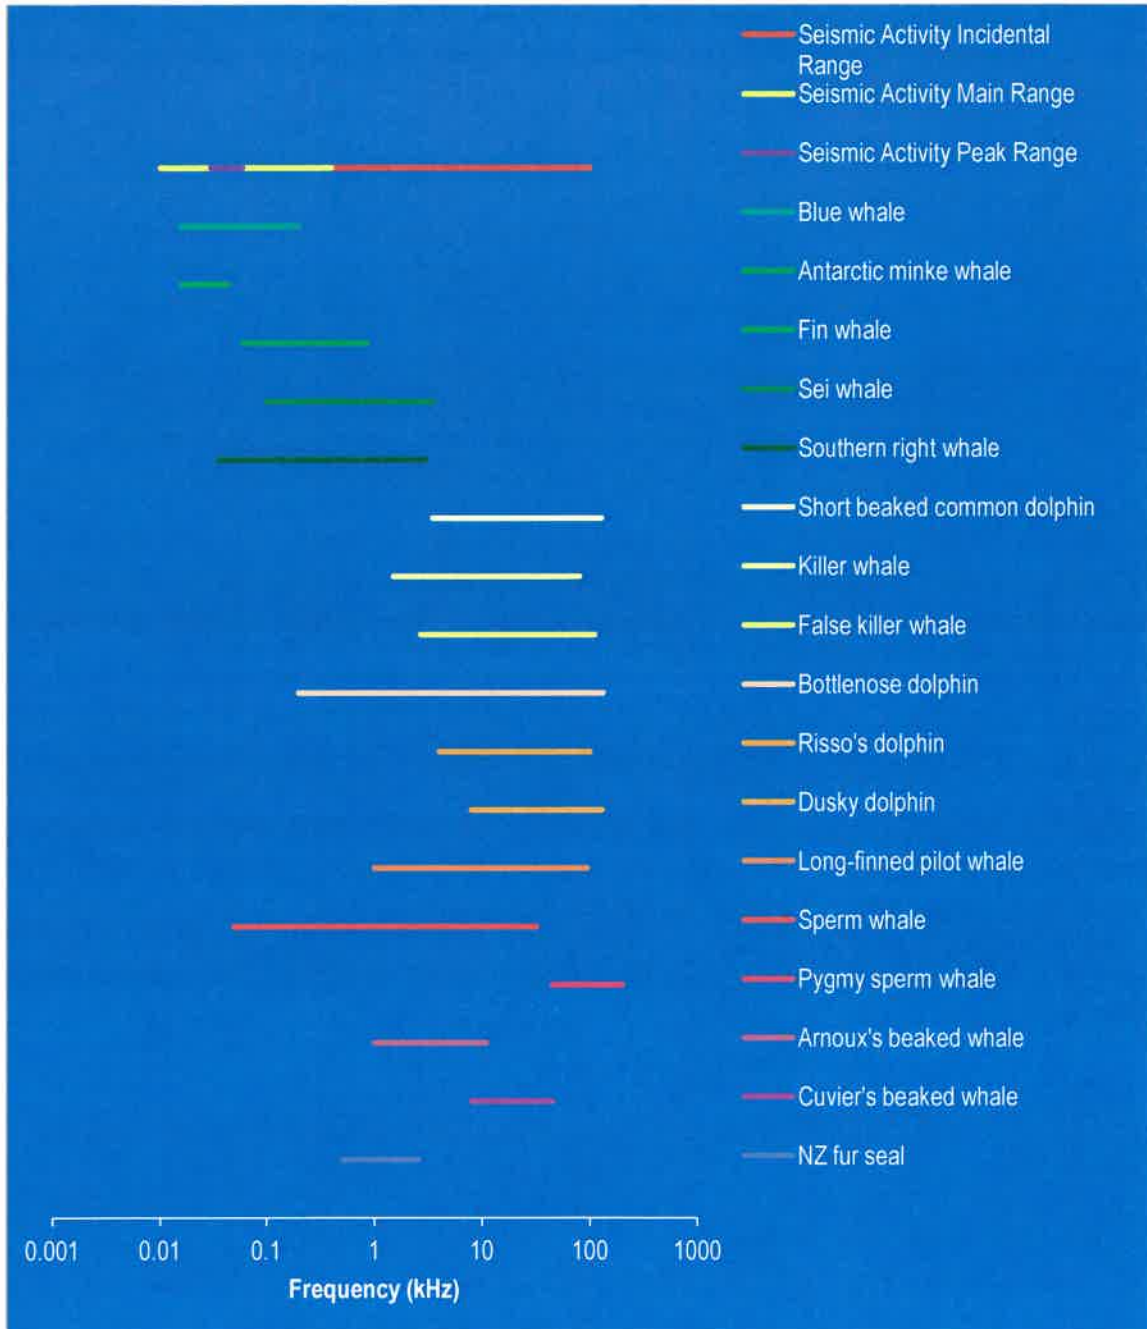 Seismic Activity Incidental
Range
Seismic Activity Main Range
Seismic Activity Peak Range
Blue whale
Antarctic minke whale
Fin whale
Sei whale
Southern right whale
Short beaked common dolphin
Killer whale
False killer whale
Bottlenose dolphin
Risso's dolphin
Dusky dolphin
Long-finned pilot whale
Sperm whale
Pygmy sperm whale
Arnoux's beaked whale
Cuvier's beaked whale
NZ fur seal
0.001 0.01 0.1 1 10 100 1000
Frequency (kHz)